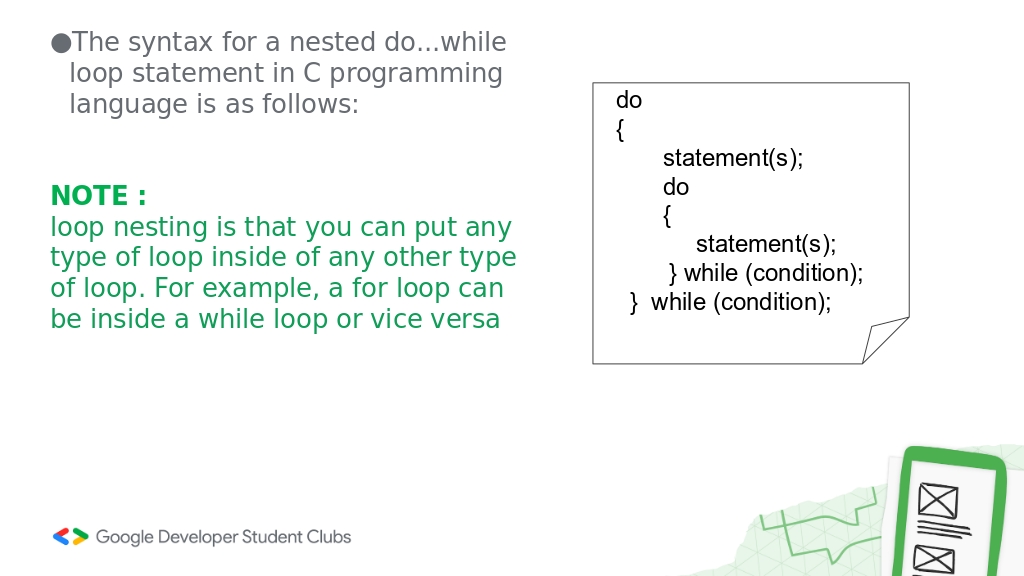 ●The syntax for a nested do...while
loop statement in C programming
language is as follows:
NOTE :
loop nesting is that you can put any
type of loop inside of any other type
of loop. For example, a for loop can
be inside a while loop or vice versa
do
{
statement(s);
do
{
statement(s);
} while (condition);
} while (condition);
Google Developer Student Clubs